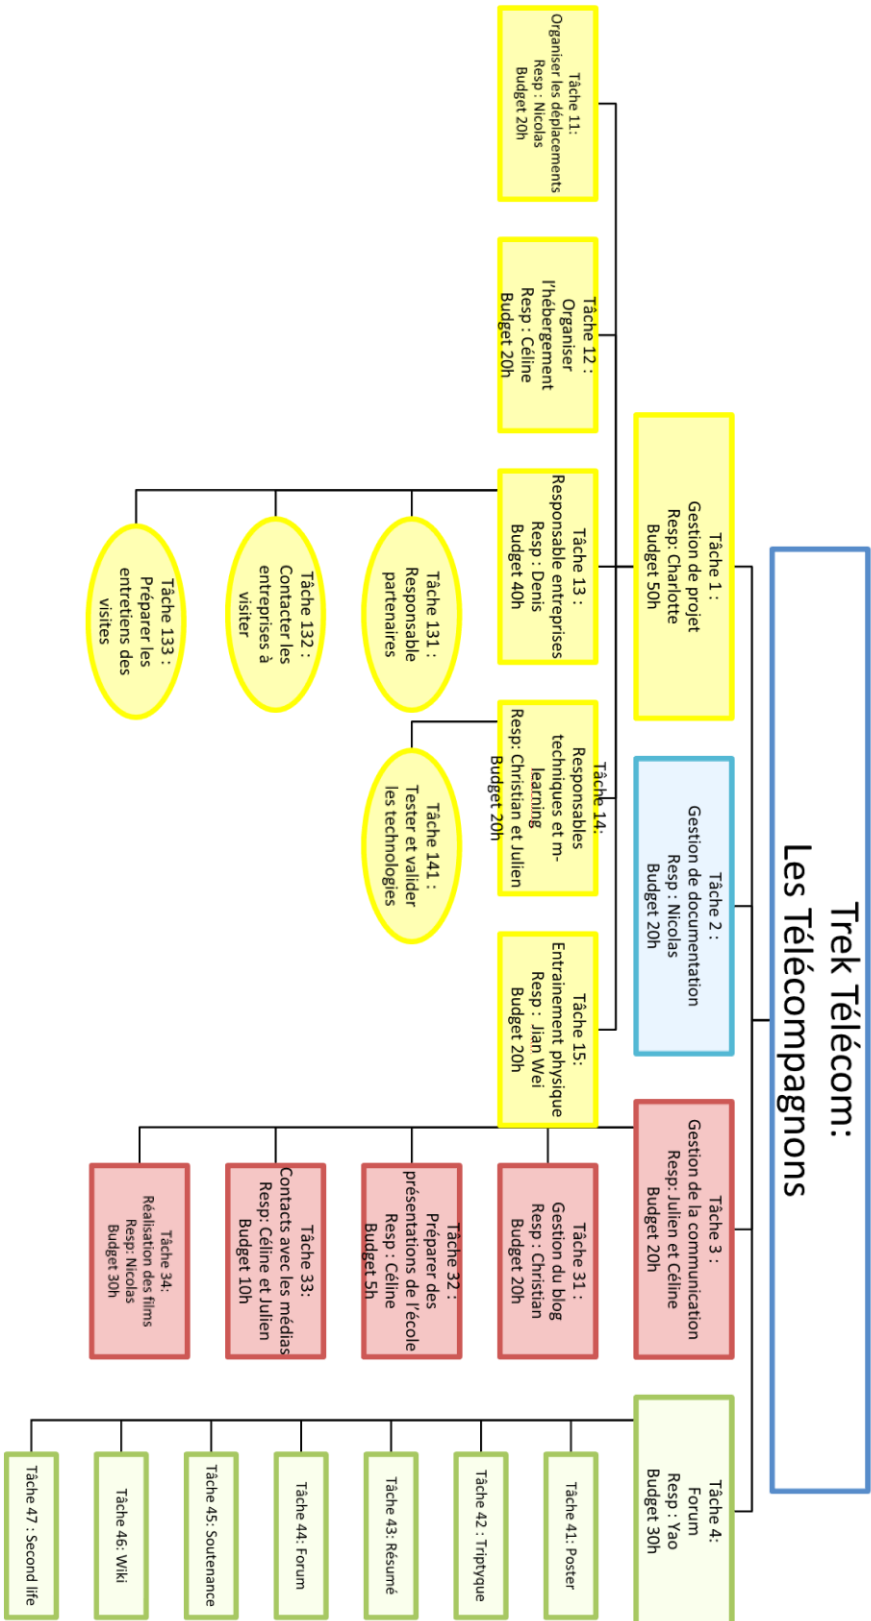 Trek Télécom:
Les Télécompagnons
Tâche 1 :
Gestion de projet
Resp: Charlotte
Budget 50h
Tâche 2 :
Gestion de documentation
Resp : Nicolas
Budget 20h
Tâche 3 :
Gestion de la communication
Resp: Julien et Céline
Budget 20h
Tâche 4:
Forum
Resp : Yao
Budget 30h
Tâche 11:
Organiser les déplacements
Resp : Nicolas
Budget 20h
Tâche 12 :
Organiser
l'hébergement
Resp : Céline
Budget 20h
Tâche 13 :
Responsable entreprises
Resp : Denis
Budget 40h
Tâche 14:
Responsables
techniques et m-
learning
Resp: Christian et Julien
Budget 20h
Tâche 15:
Entrainement physique
Resp : Jian Wei
Budget 20h
Tâche 131 :
Responsable
partenaires
Tâche 132 :
Contacter les
entreprises à
visiter
Tâche 133 :
Préparer les
entretiens des
visites
Tâche 141 :
Tester et valider
les technologies
Tâche 31 :
Gestion du blog
Resp : Christian
Budget 20h
Tâche 32 :
Préparer des
présentations de l'école
Resp : Céline
Budget 5h
Tâche 33:
Contacts avec les médias
Resp: Céline et Julien
Budget 10h
Tâche 34:
Réalisation des films
Resp: Nicolas
Budget 30h
Tâche 41: Poster
Tâche 42 : Triptyque
Tâche 43: Résumé
Tâche 44: Forum
Tâche 45: Soutenance
Tâche 46: Wiki
Tâche 47 : Second life